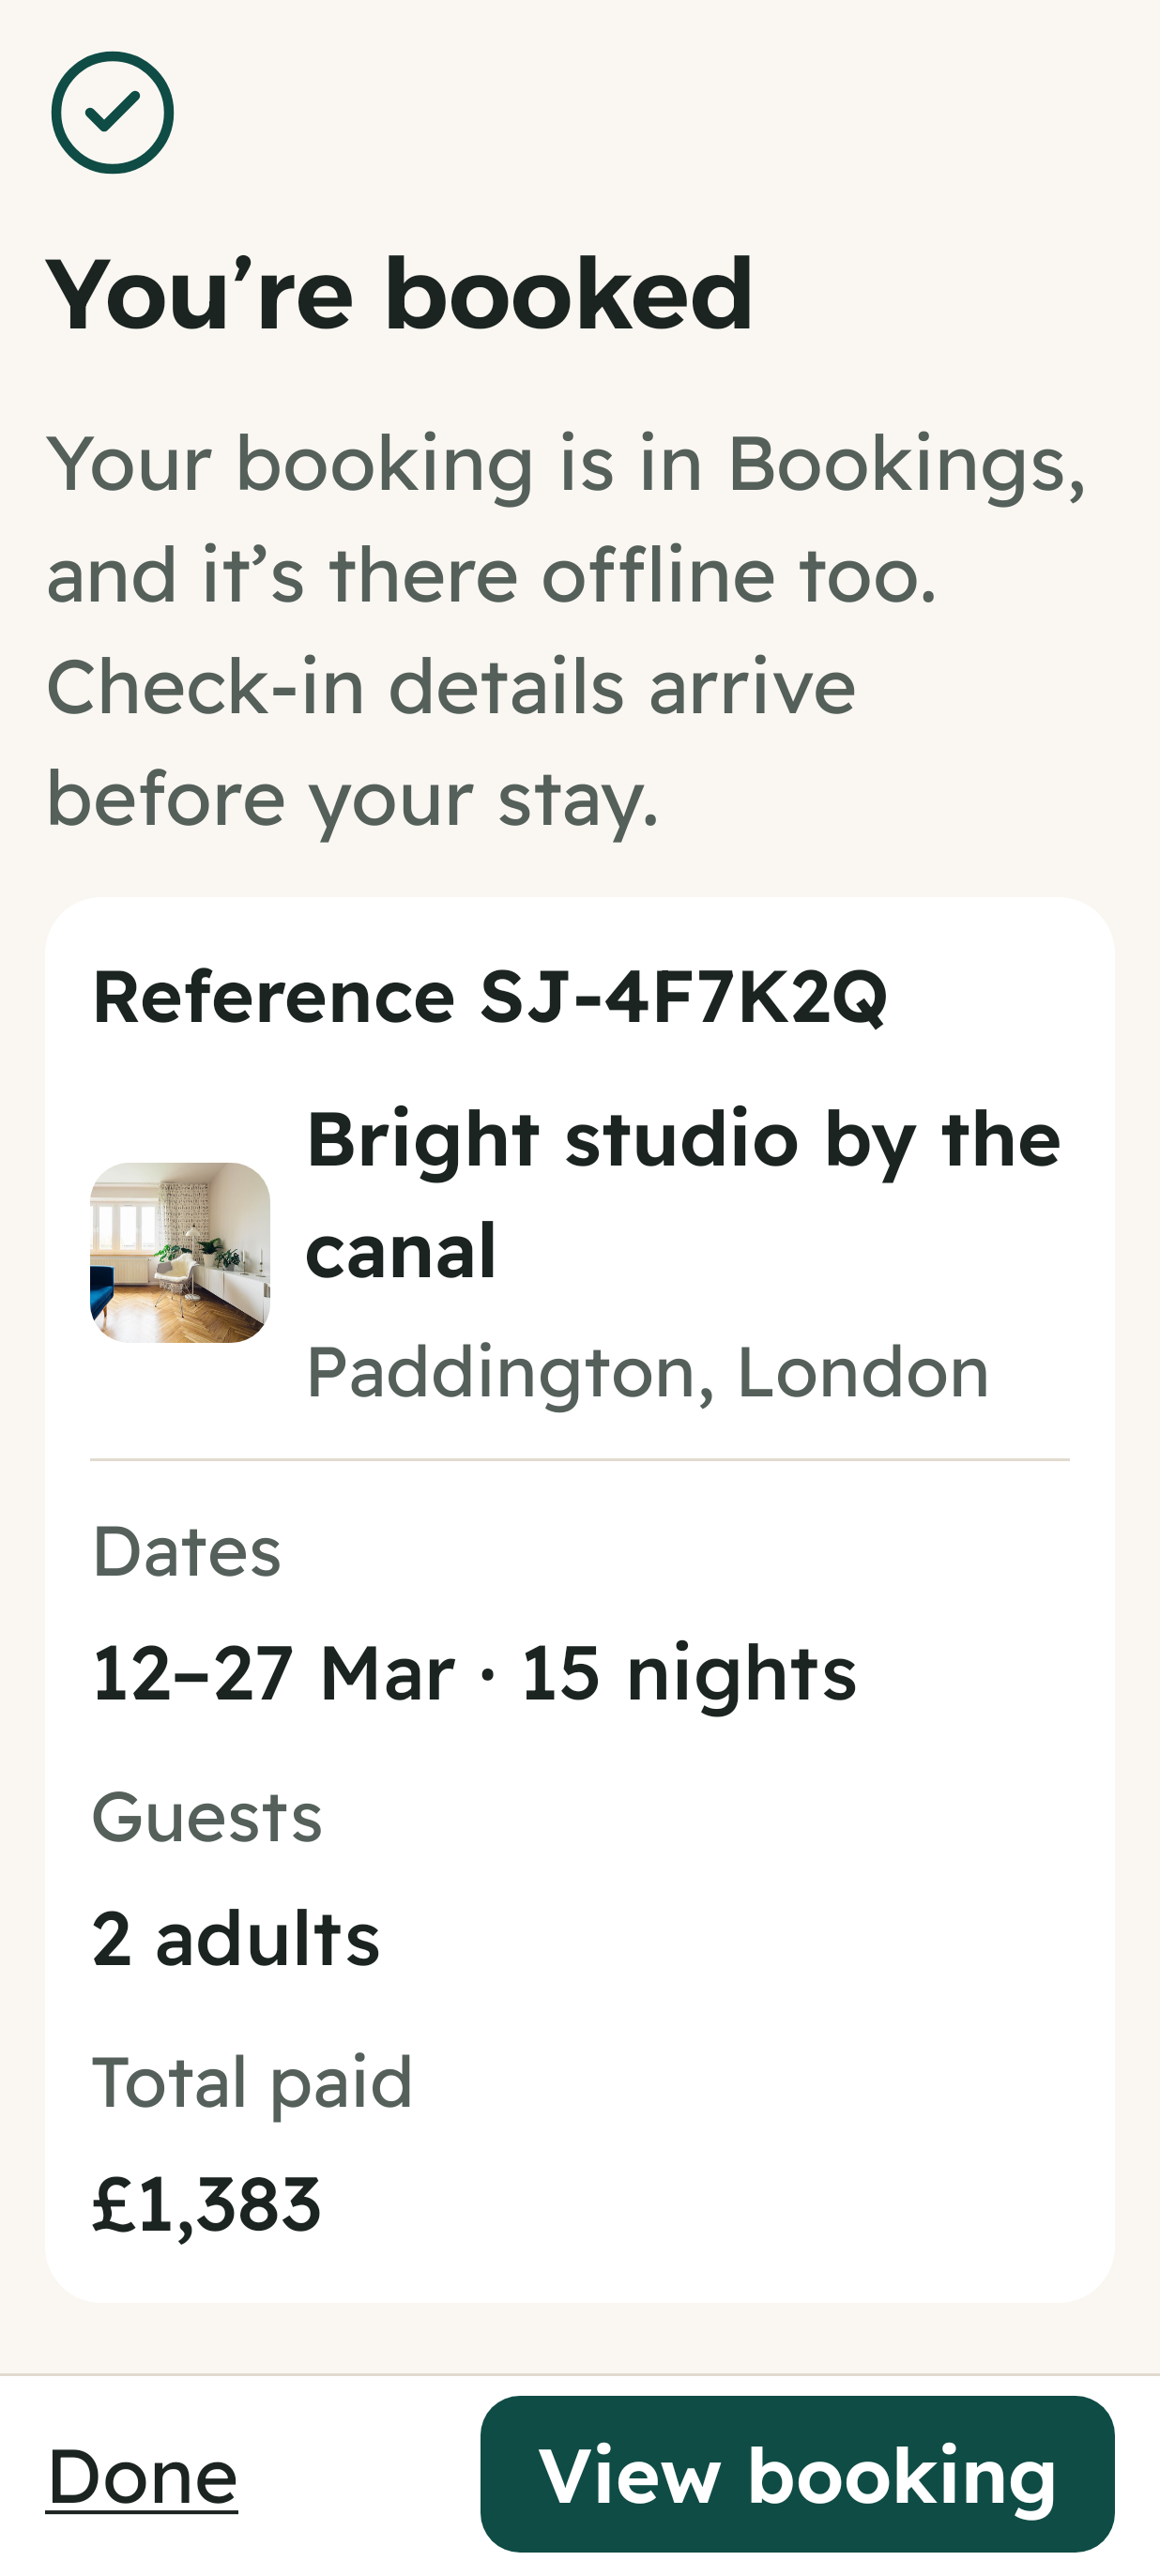 You’re booked
Your booking is in Bookings,
and it’s there offline too.
Check-in details arrive
before your stay.
Reference SJ-4F7K2Q
Bright studio by the
canal
Paddington, London
Dates
12–27 Mar · 15 nights
Guests
2 adults
Total paid
£1,383
Done
View booking